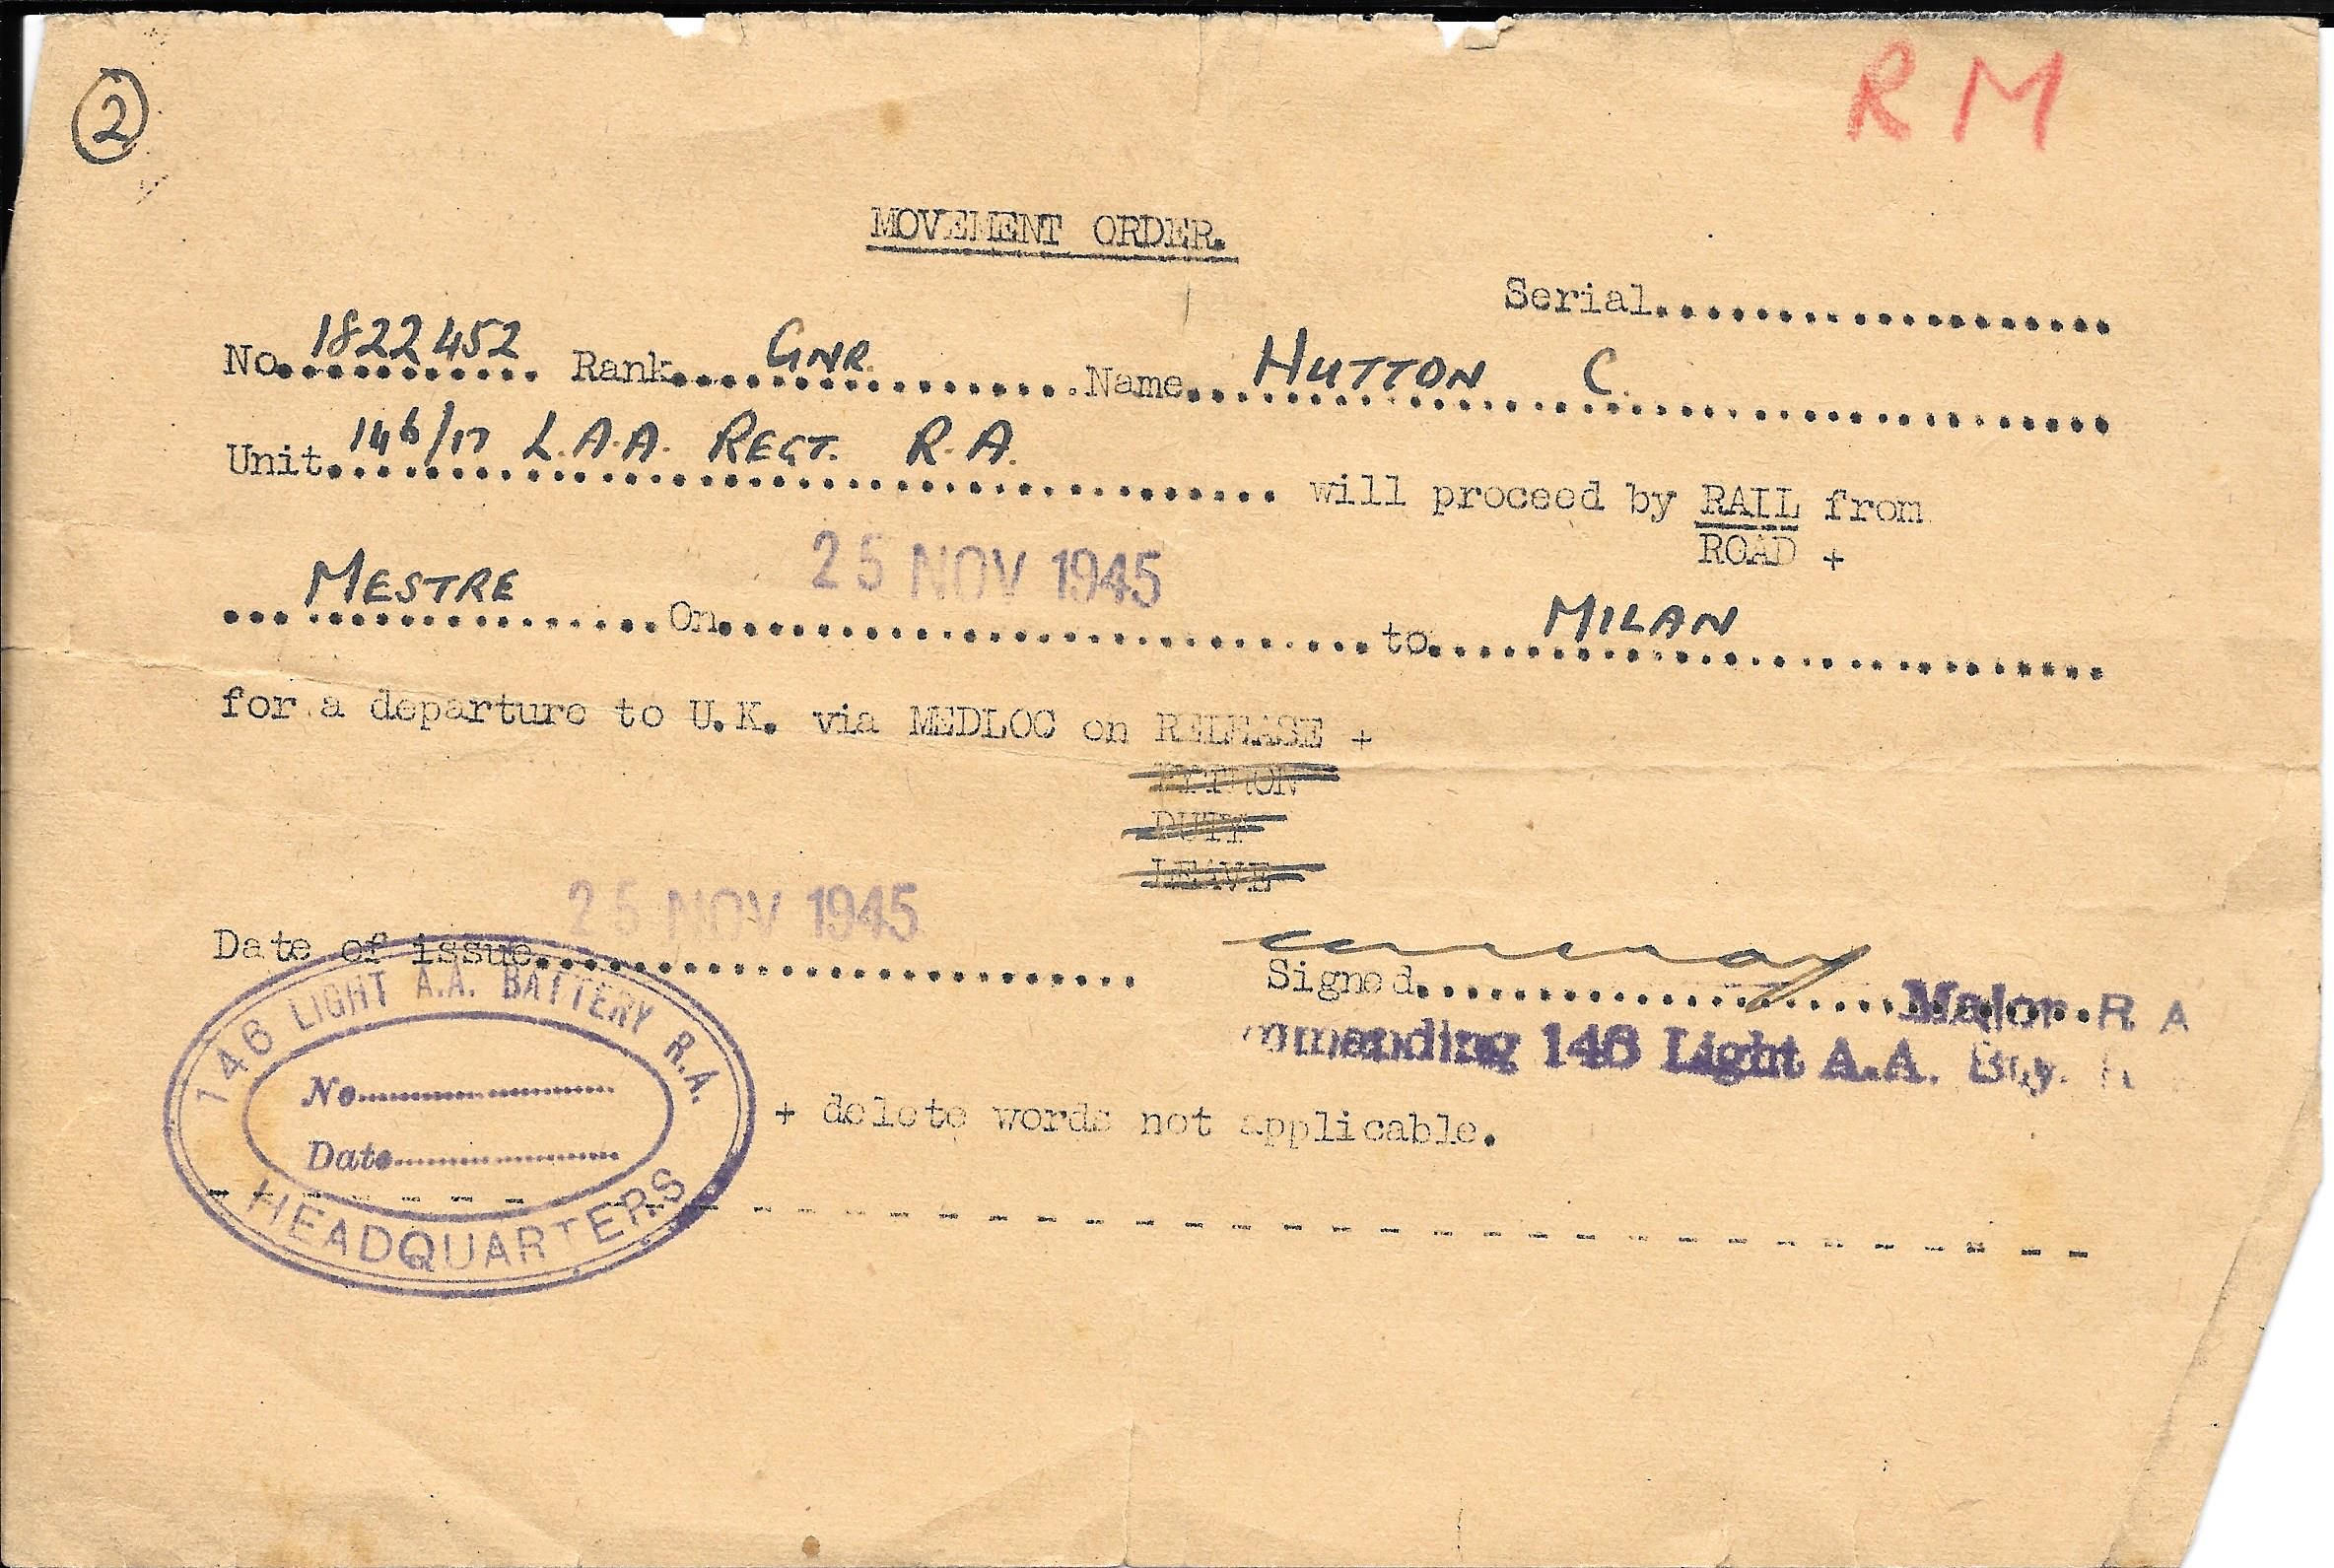 2
R M
MOVEMENT ORDER.
Serial....................
No. 1822452 Rank GNR. Name HUTTON C.
Unit 146/17 L.A.A. REGT. R.A. will proceed by RAIL from
ROAD +
MESTRE On 25 NOV 1945 to MILAN
for a departure to U.K. via MEDLOC on RELEASE +
PYTHON
DUTY
LEAVE
Date of issue 25 NOV 1945
Signed Major R A
mmanding 146 Light A.A. Bty. R
146 LIGHT A.A. BATTERY R.A.
No
Date
HEADQUARTERS
+ delete words not applicable.